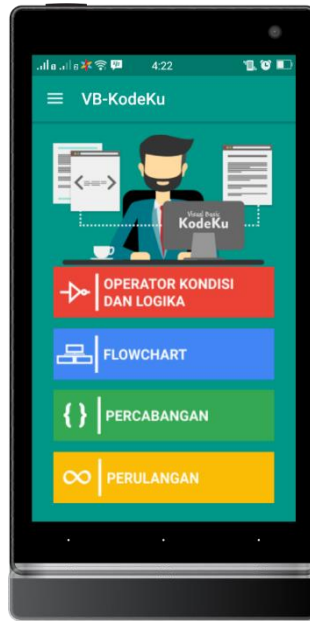 4:22
VB-KodeKu
Visual Basic
KodeKu
OPERATOR KONDISI
DAN LOGIKA
FLOWCHART
PERCABANGAN
PERULANGAN